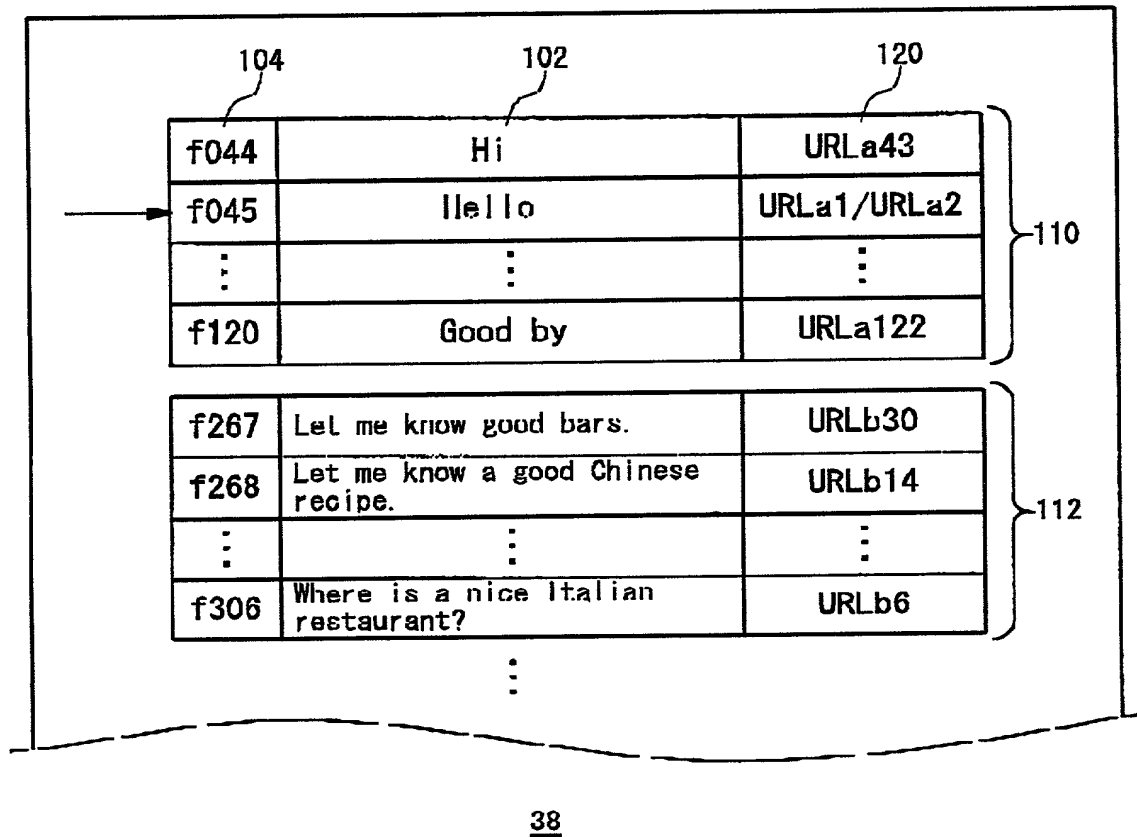 104 102 120
f044 Hi URLa43
f045 Hello URLa1/URLa2
⋮ ⋮ ⋮
110
f120 Good by URLa122
f267 Let me know good bars. URLb30
f268 Let me know a good Chinese
recipe. URLb14
⋮ ⋮ ⋮
112
f306 Where is a nice Italian
restaurant? URLb6
⋮
38